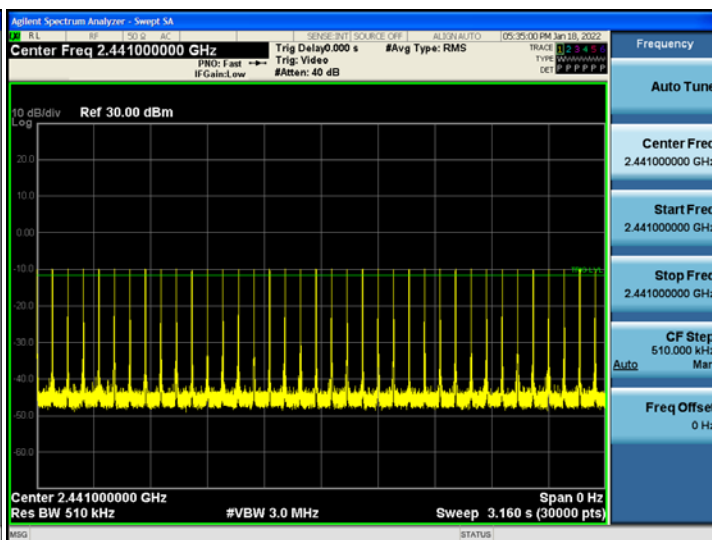 Agilent Spectrum Analyzer - Swept SA
RL RF 50 Ω AC SENSE:INT SOURCE OFF ALIGN AUTO 05:35:00 PM Jan 18, 2022
Center Freq 2.441000000 GHz
PNO: Fast
IFGain:Low
Trig Delay0.000 s
Trig: Video
#Atten: 40 dB
#Avg Type: RMS
TRACE 1 2 3 4 5 6
TYPE W
DET P P P P P P
10 dB/div
Log
Ref 30.00 dBm
20.0
10.0
0.00
-10.0
-20.0
-30.0
-40.0
-50.0
-60.0
TRIG LVL
Center 2.441000000 GHz
Span 0 Hz
Res BW 510 kHz
#VBW 3.0 MHz
Sweep 3.160 s (30000 pts)
MSG
STATUS
Frequency
Auto Tune
Center Freq
2.441000000 GHz
Start Freq
2.441000000 GHz
Stop Freq
2.441000000 GHz
CF Step
510.000 kHz
Auto Man
Freq Offset
0 Hz